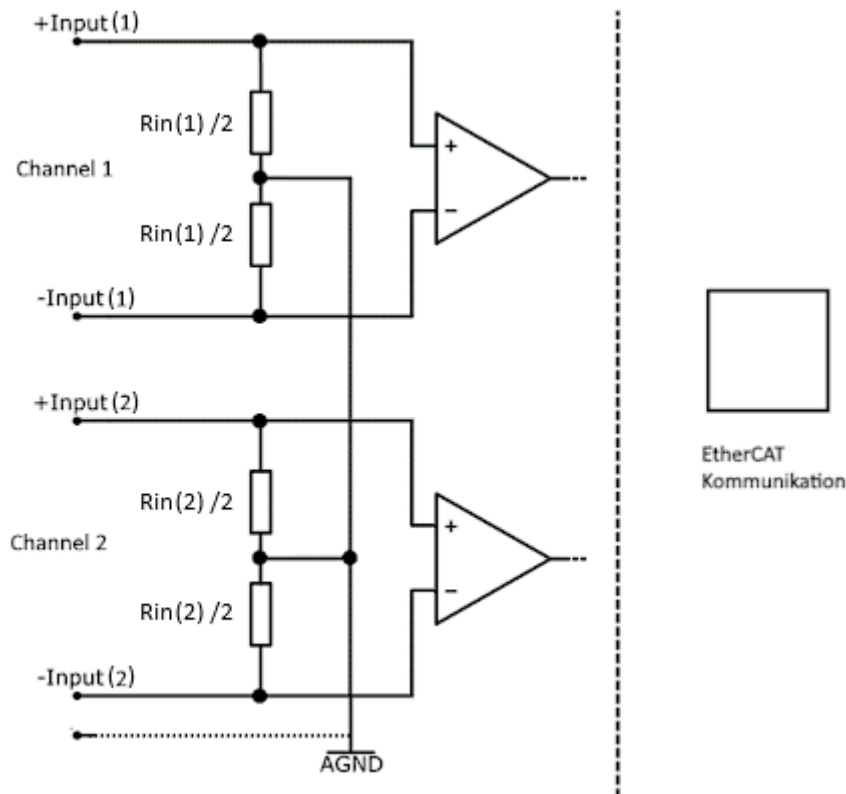 +Input(1)
Rin(1)/2
Channel 1
+
Rin(1)/2
−
-Input(1)
+Input(2)
EtherCAT
Kommunikation
Rin(2)/2
Channel 2
+
Rin(2)/2
−
-Input(2)
AGND